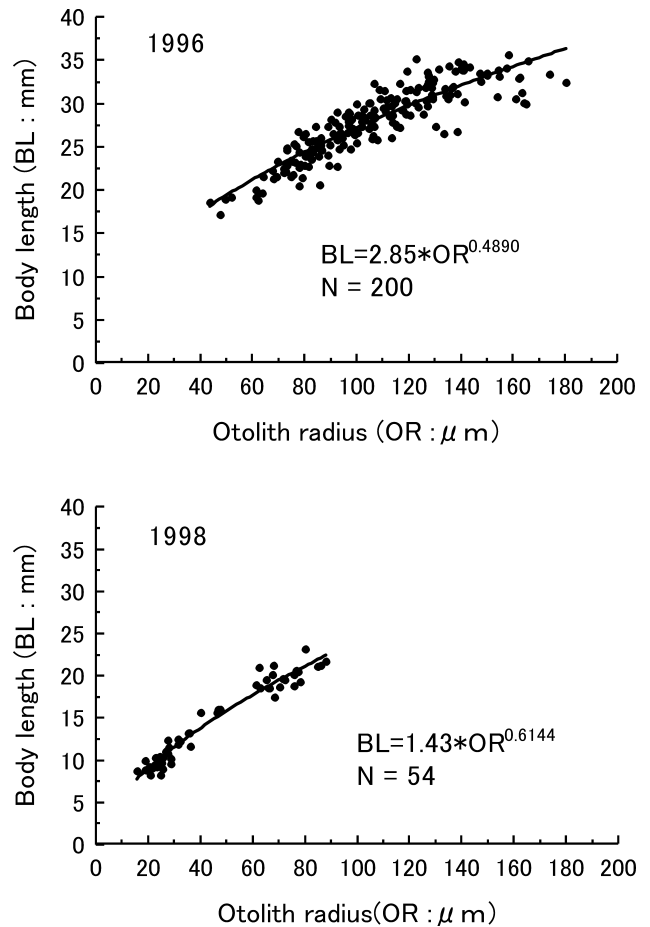 40
1996
35
30
25
20
15
10
5
0
Body length (BL : mm)
BL=2.85*OR^0.4890
N = 200
0 20 40 60 80 100 120 140 160 180 200
Otolith radius (OR : μm)
40
1998
35
30
25
20
15
10
5
0
Body length (BL : mm)
BL=1.43*OR^0.6144
N = 54
0 20 40 60 80 100 120 140 160 180 200
Otolith radius(OR : μm)